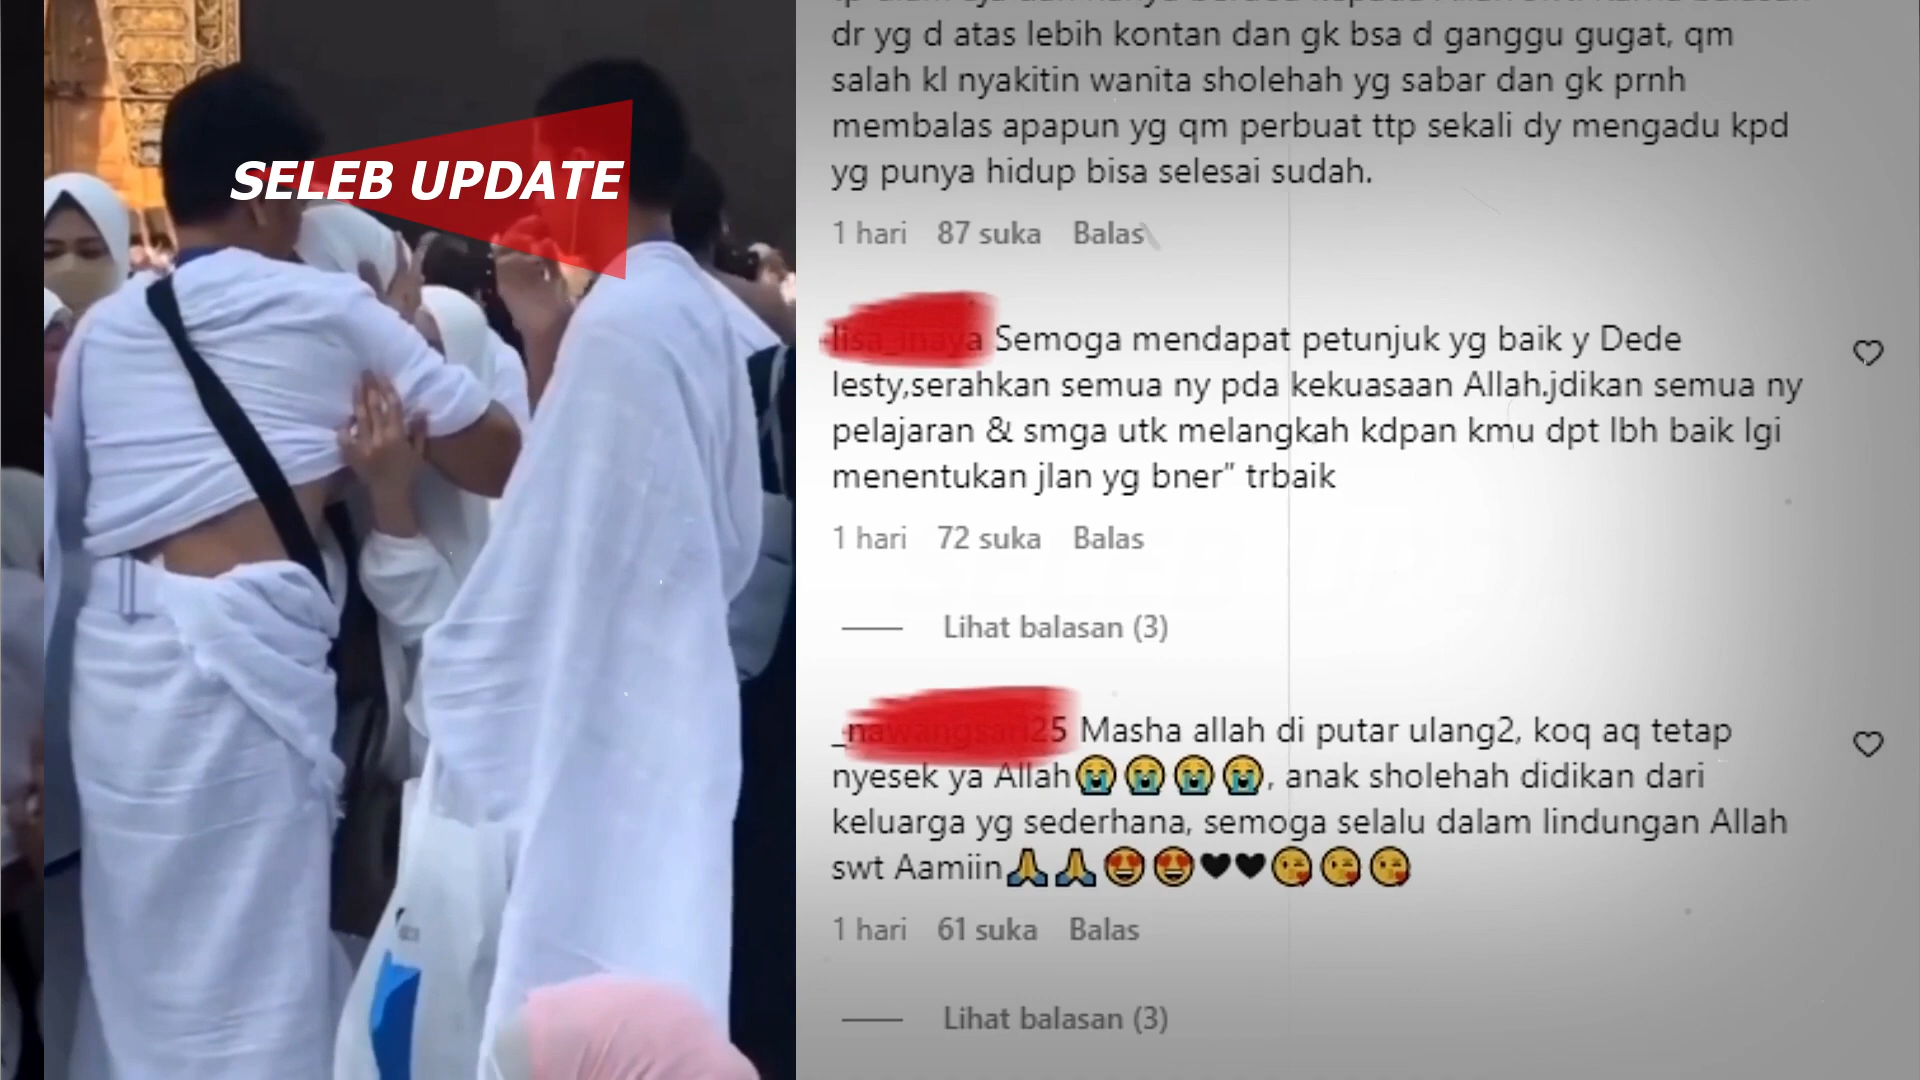 SELEB UPDATE
dr yg d atas lebih kontan dan gk bsa d ganggu gugat, qm
salah kl nyakitin wanita sholehah yg sabar dan gk prnh
membalas apapun yg qm perbuat ttp sekali dy mengadu kpd
yg punya hidup bisa selesai sudah.
1 hari 87 suka Balas
lisa_inaya Semoga mendapat petunjuk yg baik y Dede
lesty,serahkan semua ny pda kekuasaan Allah.jdikan semua ny
pelajaran & smga utk melangkah kdpan kmu dpt lbh baik lgi
menentukan jlan yg bner" trbaik
1 hari 72 suka Balas
Lihat balasan (3)
_nawangsari25 Masha allah di putar ulang2, koq aq tetap
nyesek ya Allah😭😭😭😭, anak sholehah didikan dari
keluarga yg sederhana, semoga selalu dalam lindungan Allah
swt Aamiin🙏🙏😍😍🖤🖤😘😘😘
1 hari 61 suka Balas
Lihat balasan (3)